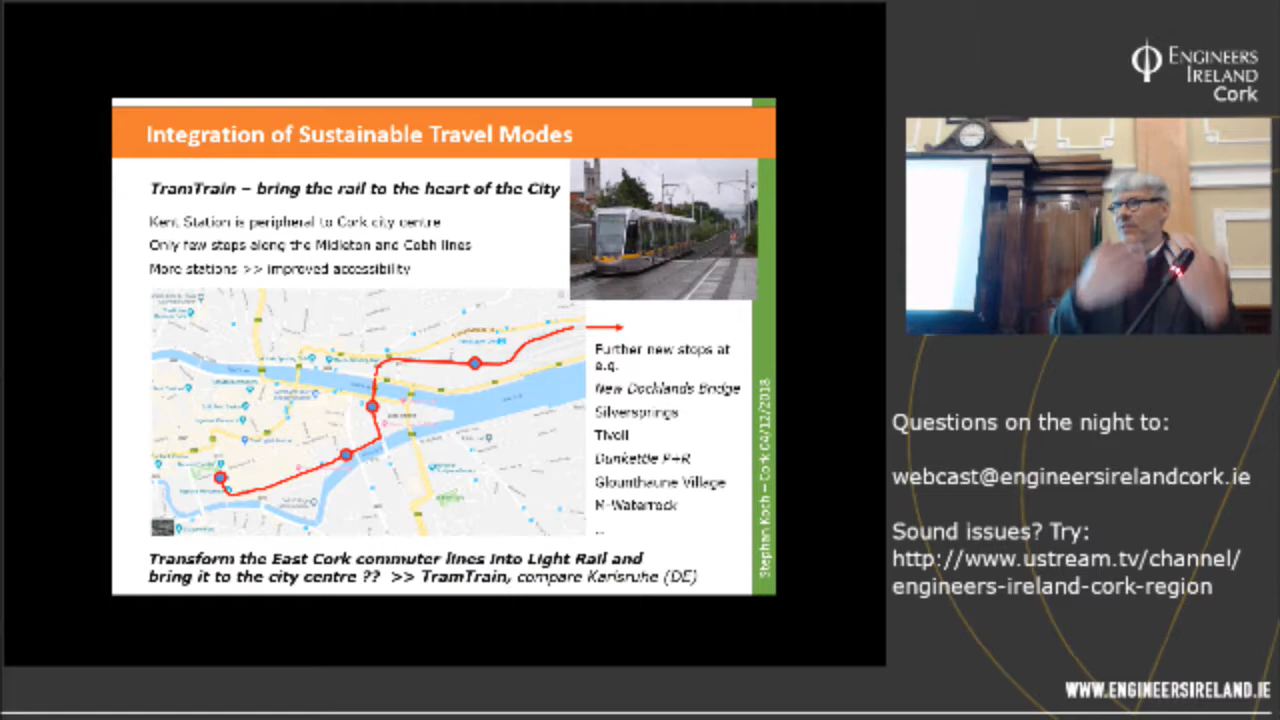 Integration of Sustainable Travel Modes
TramTrain – bring the rail to the heart of the City
Kent Station is peripheral to Cork city centre
Only few stops along the Midleton and Cobh lines
More stations >> improved accessibility
Further new stops at
e.g.
New Docklands Bridge
Silversprings
Tivoli
Dunkettle P+R
Glounthaune Village
M-Waterrock
...
Transform the East Cork commuter lines into Light Rail and
bring it to the city centre ?? >> TramTrain, compare Karlsruhe (DE)
Stephan Koch – Cork 04/12/2018
ENGINEERS
IRELAND
Cork
Questions on the night to:
webcast@engineersirelandcork.ie
Sound issues? Try:
http://www.ustream.tv/channel/
engineers-ireland-cork-region
WWW.ENGINEERSIRELAND.IE